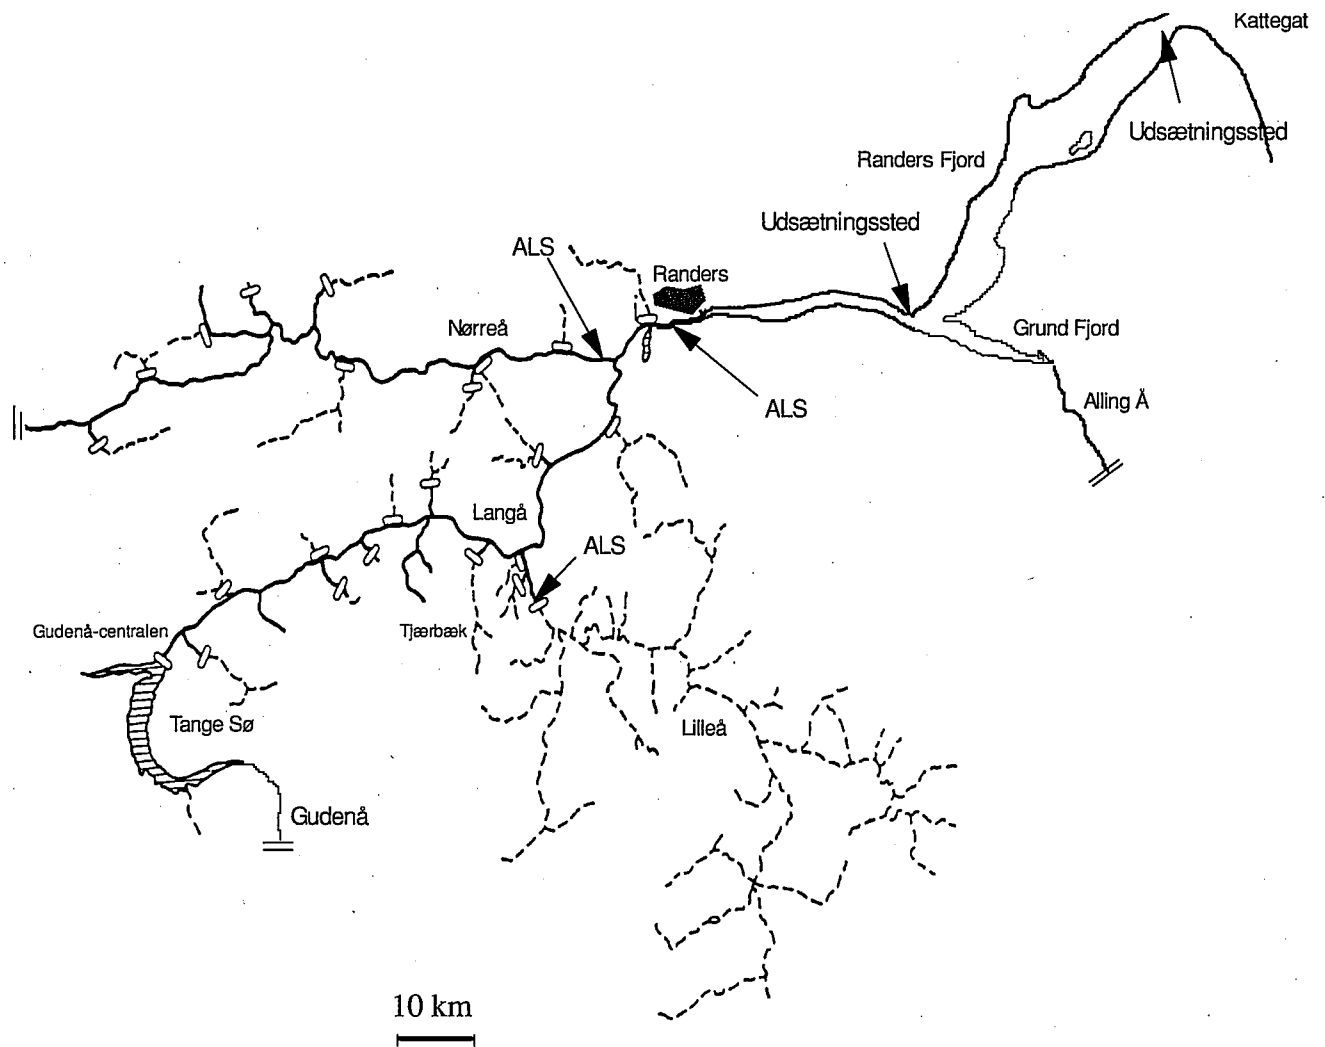 Kattegat
Udsætningssted
Randers Fjord
Udsætningssted
ALS
Randers
Nørreå
Grund Fjord
Alling Å
ALS
Langå
ALS
Gudenå-centralen
Tjærbæk
Tange Sø
Lilleå
Gudenå
10 km